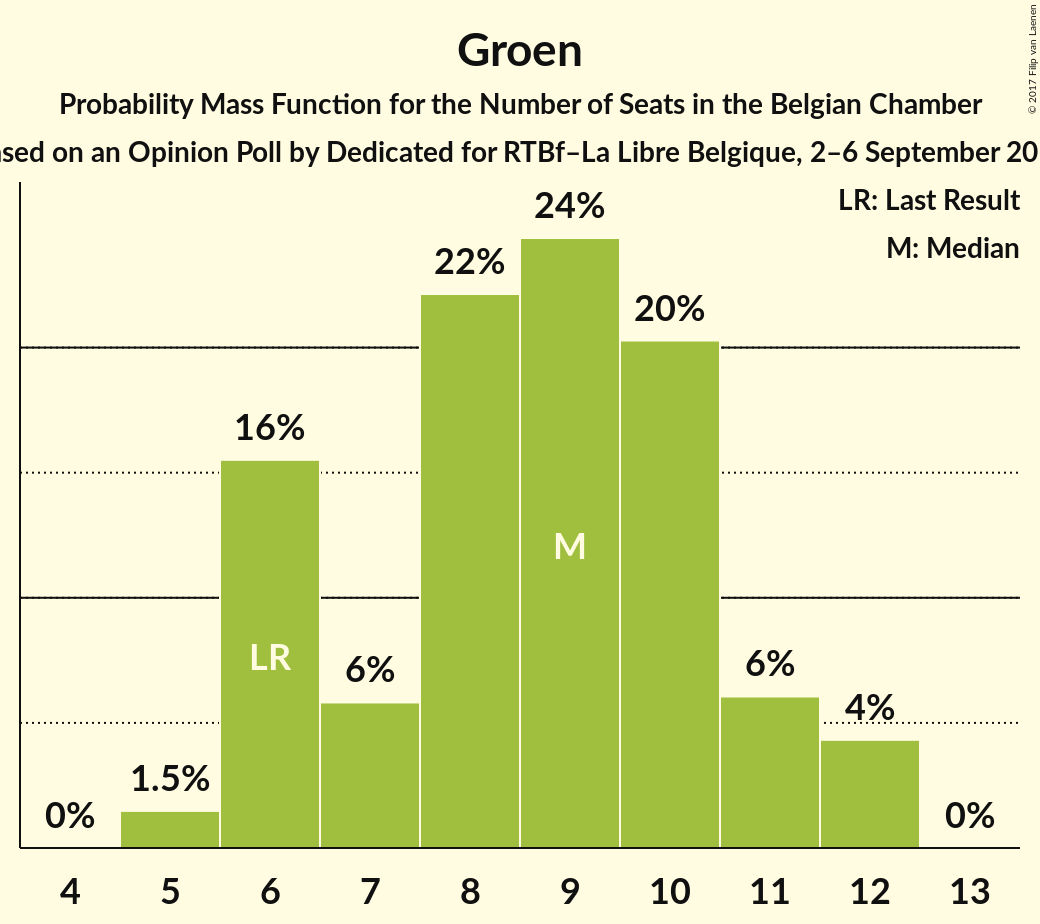 Groen
Probability Mass Function for the Number of Seats in the Belgian Chamber
on an Opinion Poll by Dedicated for RTBf–La Libre Belgique, 2–6 September
© 2017 Filip van Laenen
LR: Last Result
M: Median
0%
1.5%
16%
6%
22%
24%
20%
6%
4%
0%
LR
M
4 5 6 7 8 9 10 11 12 13